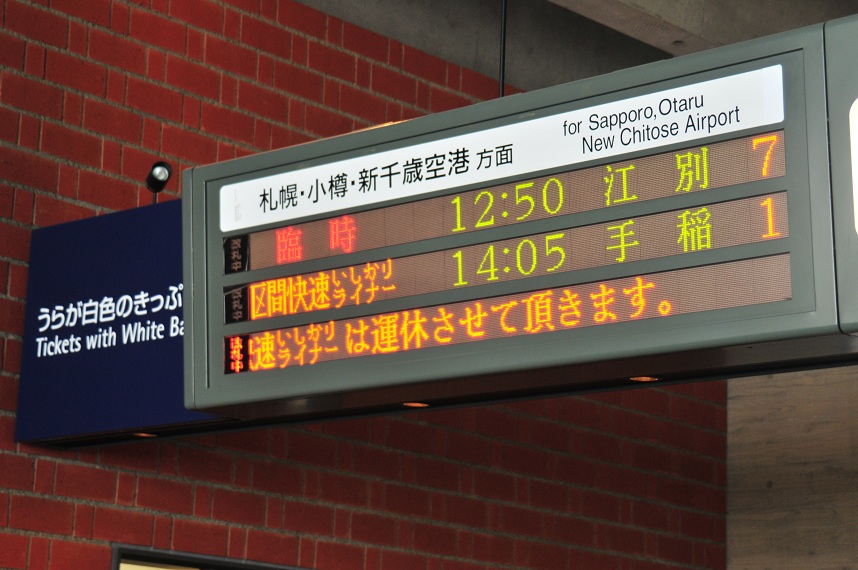 札幌・小樽・新千歳空港 方面
for Sapporo,Otaru
New Chitose Airport
臨時 12:50 江別 7
区間快速いしかりライナー 14:05 手稲 1
速いしかりライナーは運休させて頂きます。
うらが白色のきっぷ
Tickets with White Ba